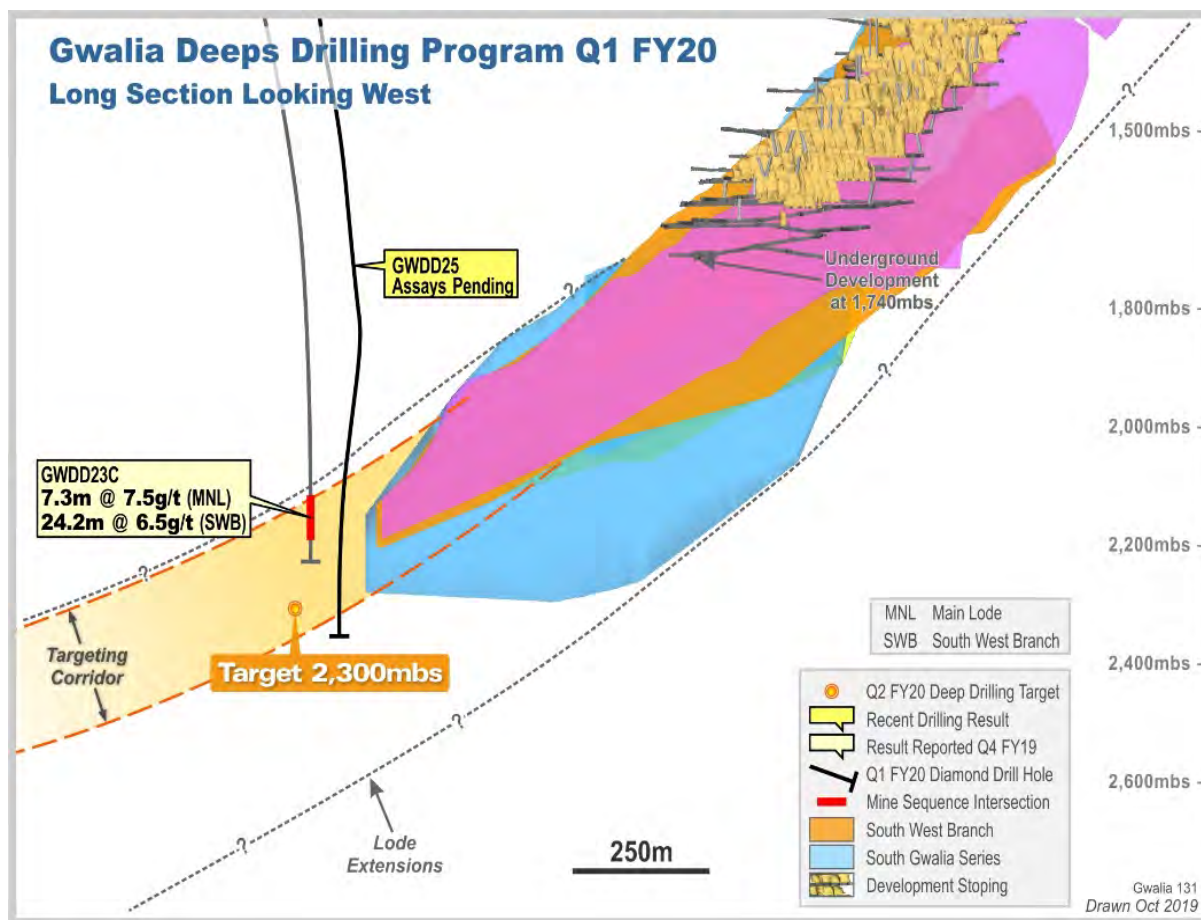 Gwalia Deeps Drilling Program Q1 FY20
Long Section Looking West
?
1,500mbs -
GWDD25
Assays Pending
Underground
Development
at 1,740mbs
?
1,800mbs -
?
2,000mbs -
GWDD23C
7.3m @ 7.5g/t (MNL)
24.2m @ 6.5g/t (SWB)
2,200mbs -
?
MNL Main Lode
SWB South West Branch
Targeting
Corridor
Target 2,300mbs
2,400mbs -
Q2 FY20 Deep Drilling Target
Recent Drilling Result
Result Reported Q4 FY19
Q1 FY20 Diamond Drill Hole
Mine Sequence Intersection
South West Branch
South Gwalia Series
Development Stoping
?
2,600mbs -
?
Lode
Extensions
250m
Gwalia 131
Drawn Oct 2019